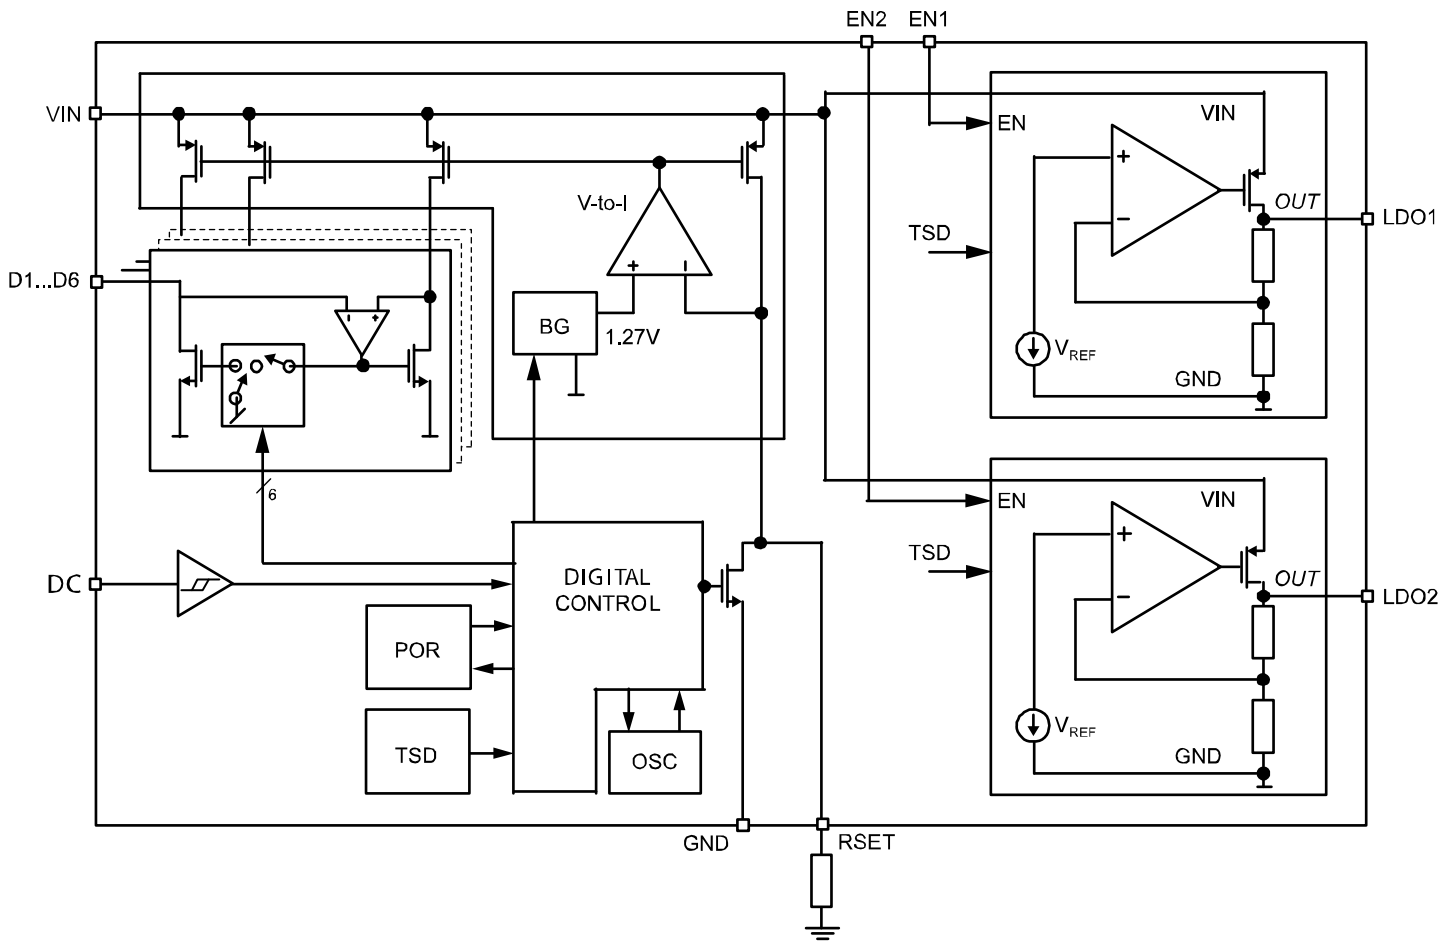 EN2 EN1
VIN
VIN
EN
V-to-I
OUT
LDO1
TSD
+
−
D1...D6
BG
1.27V
VREF
GND
6
VIN
EN
TSD
DC
DIGITAL
CONTROL
OUT
LDO2
POR
VREF
TSD
OSC
GND
GND
RSET